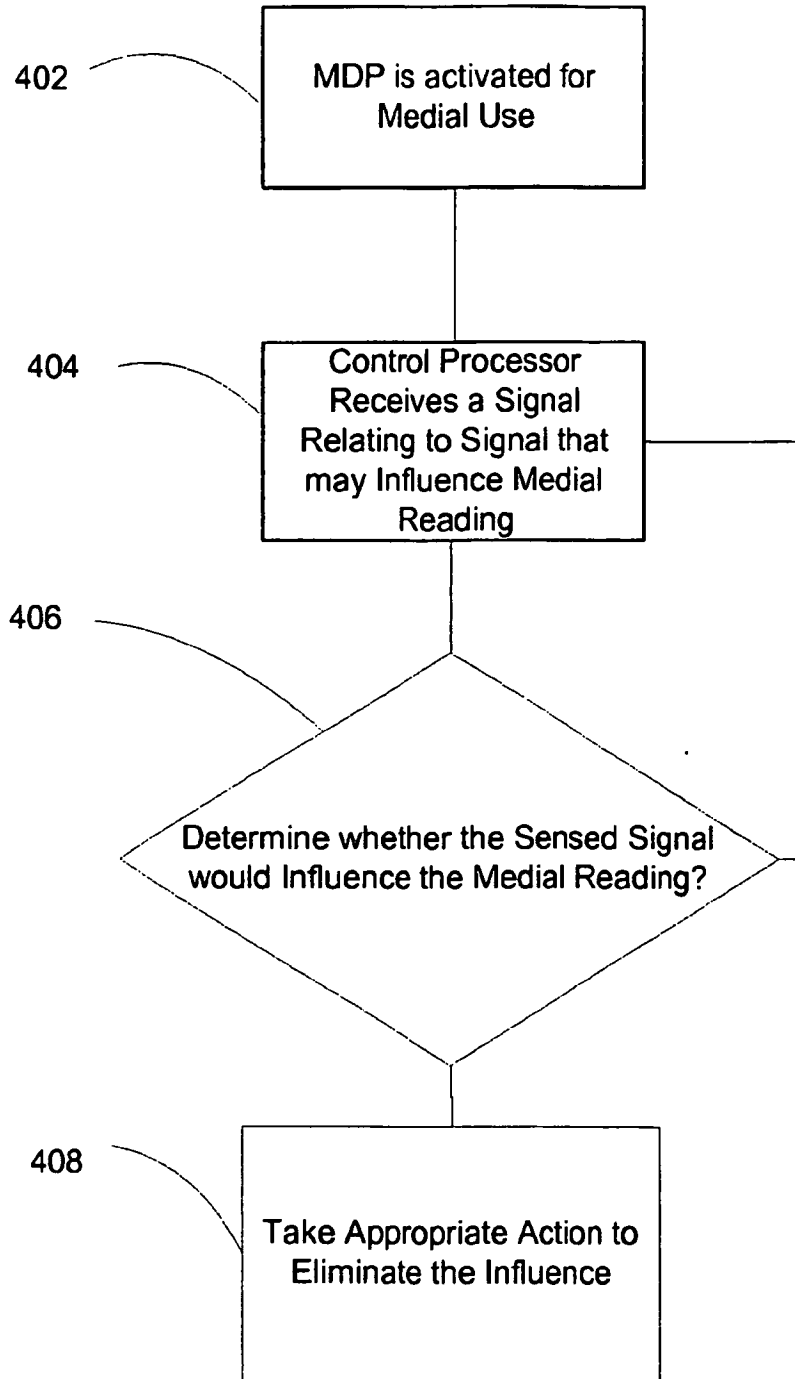 402
MDP is activated for
Medial Use
404
Control Processor
Receives a Signal
Relating to Signal that
may Influence Medial
Reading
406
Determine whether the Sensed Signal
would Influence the Medial Reading?
408
Take Appropriate Action to
Eliminate the Influence